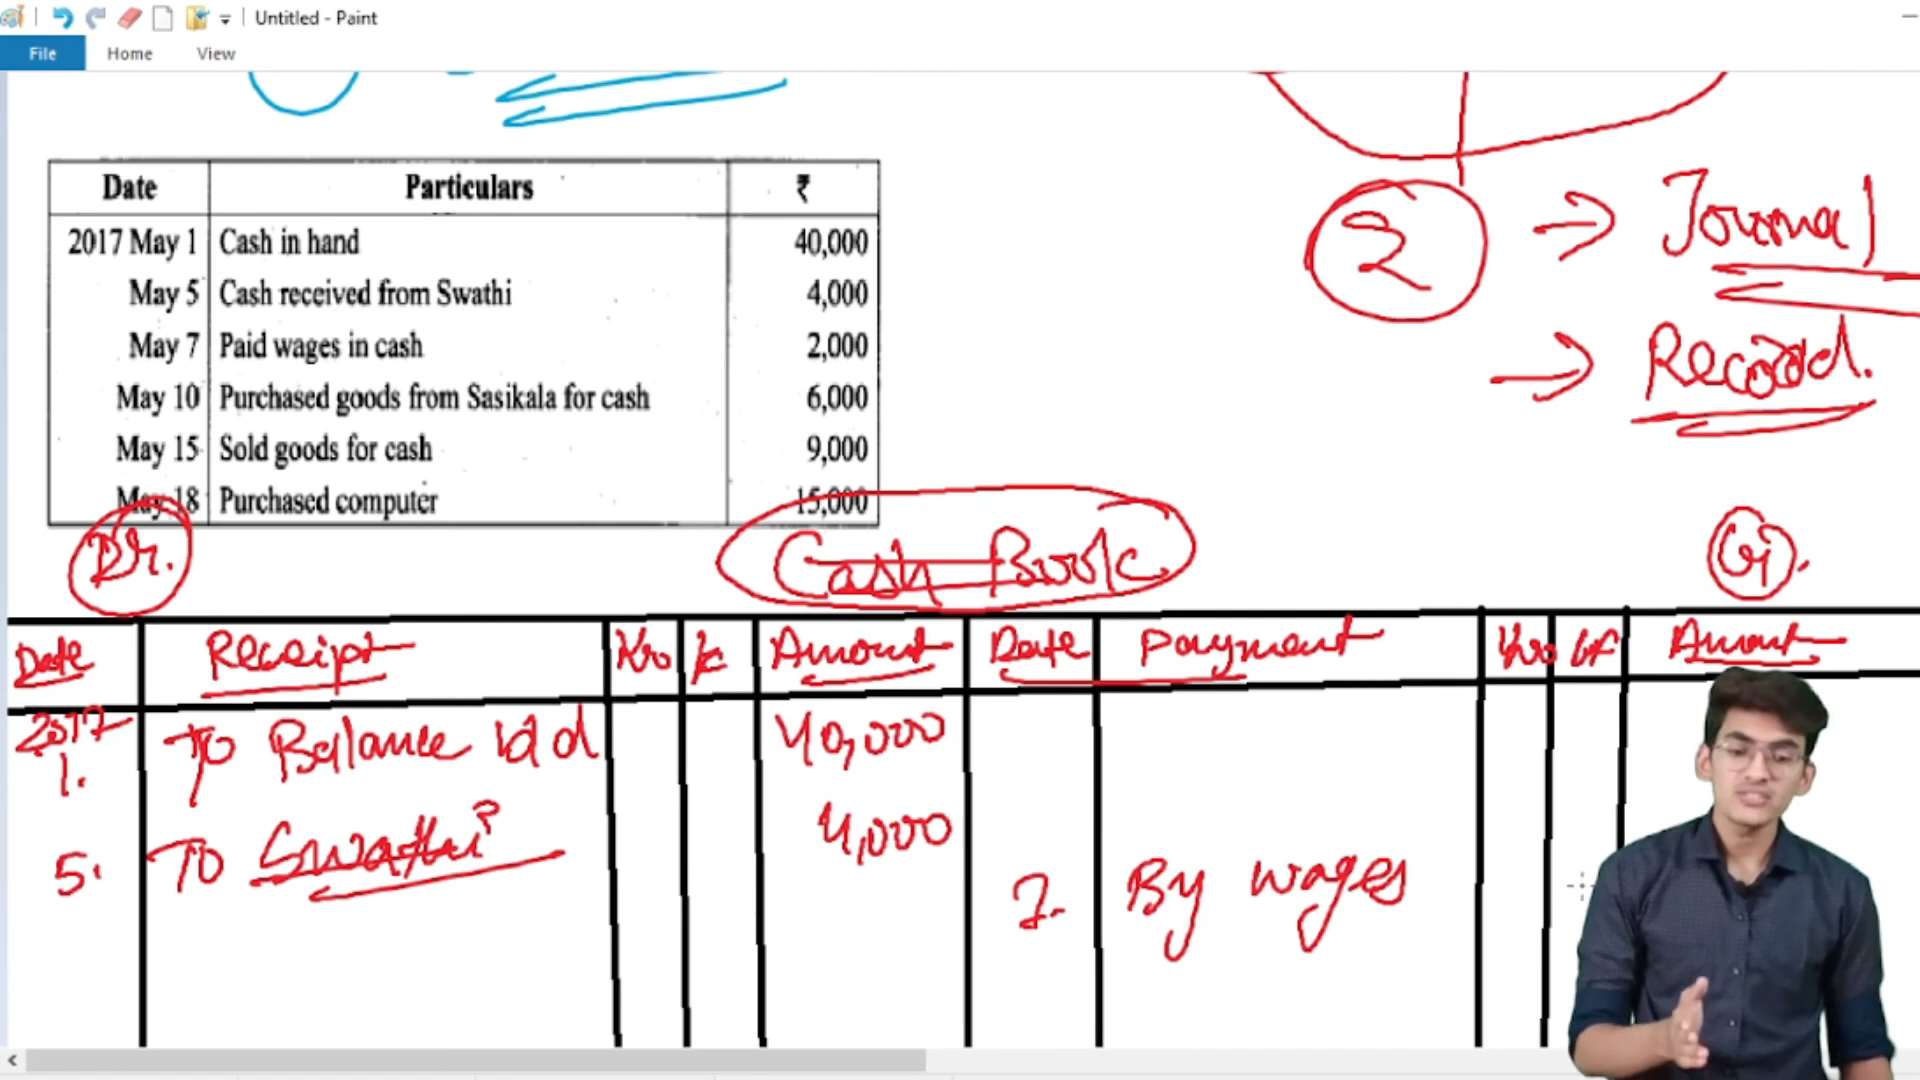 Untitled - Paint
File Home View
Date Particulars ₹
2017 May 1 Cash in hand 40,000
May 5 Cash received from Swathi 4,000
May 7 Paid wages in cash 2,000
May 10 Purchased goods from Sasikala for cash 6,000
May 15 Sold goods for cash 9,000
May 18 Purchased computer 15,000
2 → Journal
→ Record.
Dr. Cash Book Cr.
Date Receipt Amount Date Payment LF Amount
2017
1. To Balance b/d 40,000
5. To Swathi 4,000
7. By wages